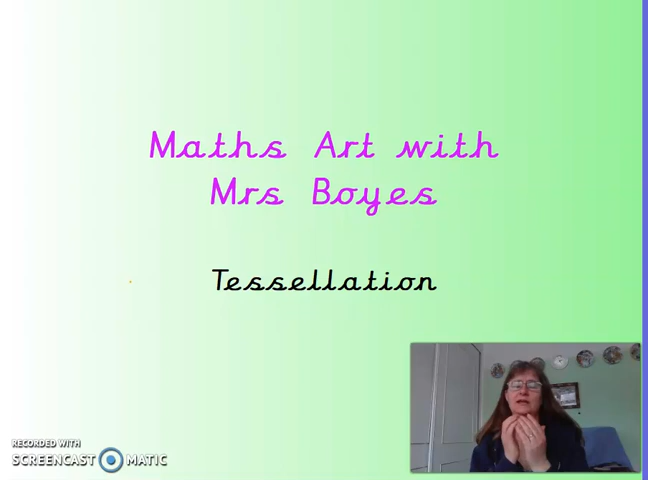 Maths Art with
Mrs Boyes
Tessellation
RECORDED WITH
SCREENCAST MATIC